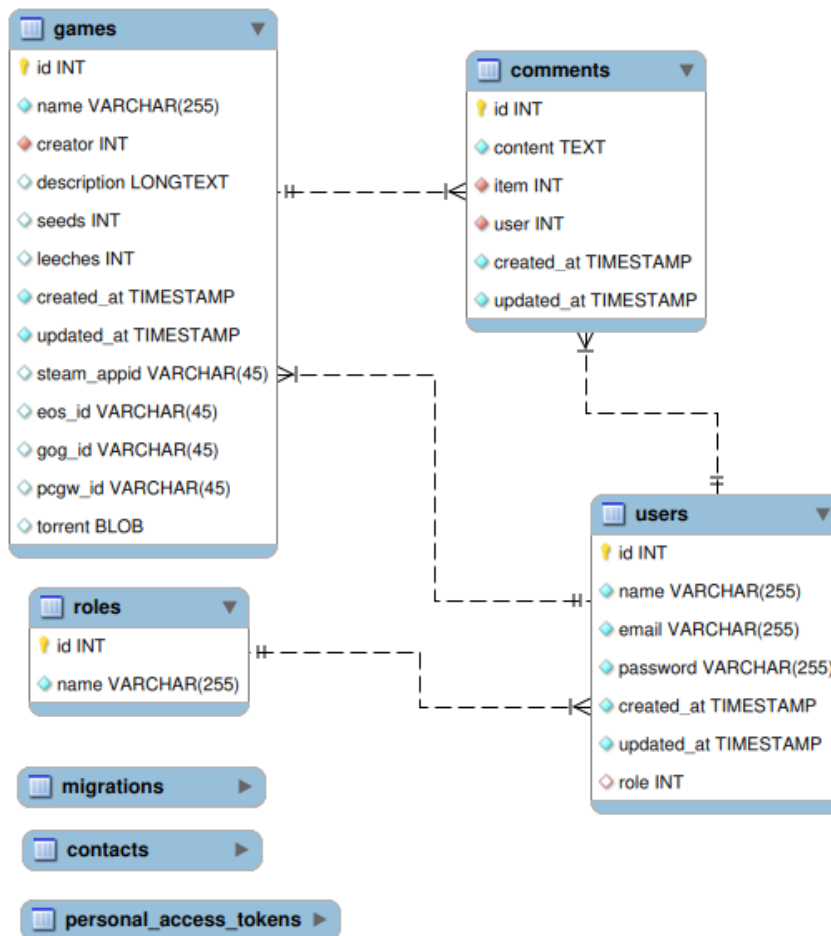 games
id INT
name VARCHAR(255)
creator INT
description LONGTEXT
seeds INT
leeches INT
created_at TIMESTAMP
updated_at TIMESTAMP
steam_appid VARCHAR(45)
eos_id VARCHAR(45)
gog_id VARCHAR(45)
pcgw_id VARCHAR(45)
torrent BLOB
comments
id INT
content TEXT
item INT
user INT
created_at TIMESTAMP
updated_at TIMESTAMP
users
id INT
name VARCHAR(255)
email VARCHAR(255)
password VARCHAR(255)
created_at TIMESTAMP
updated_at TIMESTAMP
role INT
roles
id INT
name VARCHAR(255)
migrations
contacts
personal_access_tokens